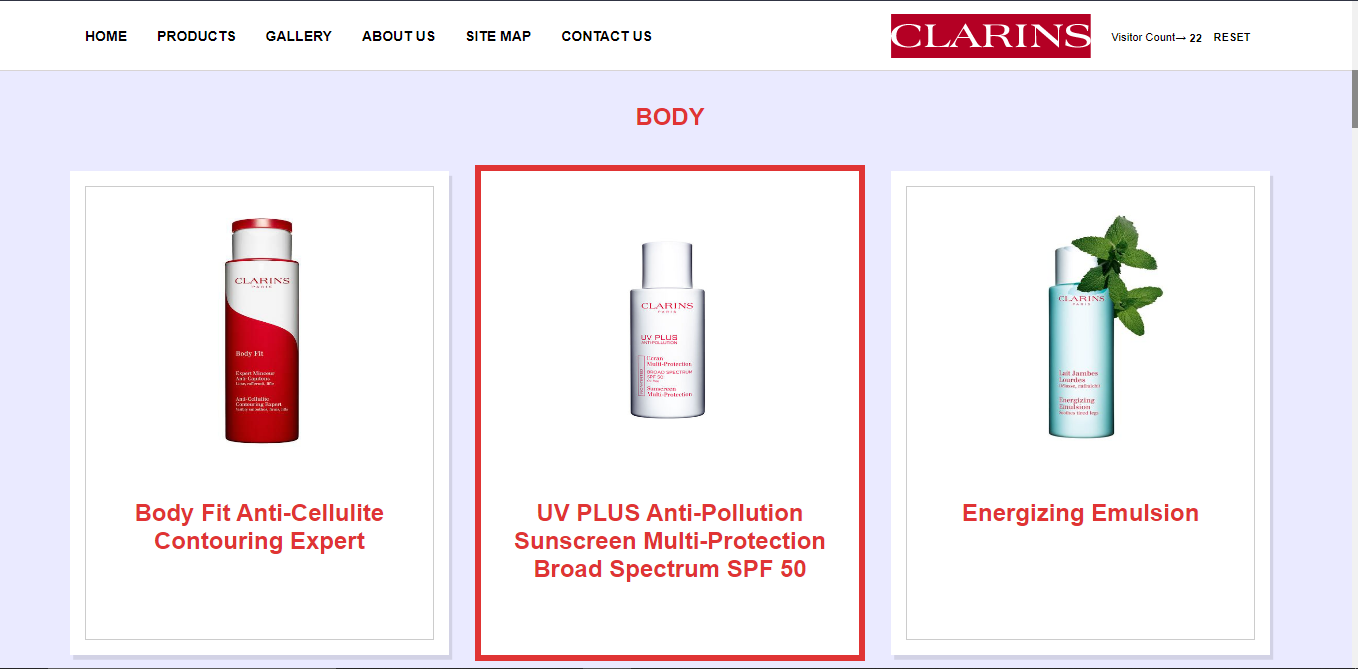 HOME PRODUCTS GALLERY ABOUT US SITE MAP CONTACT US CLARINS Visitor Count→ 22 RESET
BODY
CLARINS
PARIS
Body Fit
Expert Minceur
Anti-Cellulite
Contouring Expert
CLARINS
PARIS
UV PLUS
ANTI-POLLUTION
Ecran
Multi-Protection
BROAD SPECTRUM
SPF 50
Sunscreen
Multi-Protection
CLARINS
PARIS
Lait Jambes
Lourdes
Energizing
Emulsion
Body Fit Anti-Cellulite
Contouring Expert
UV PLUS Anti-Pollution
Sunscreen Multi-Protection
Broad Spectrum SPF 50
Energizing Emulsion